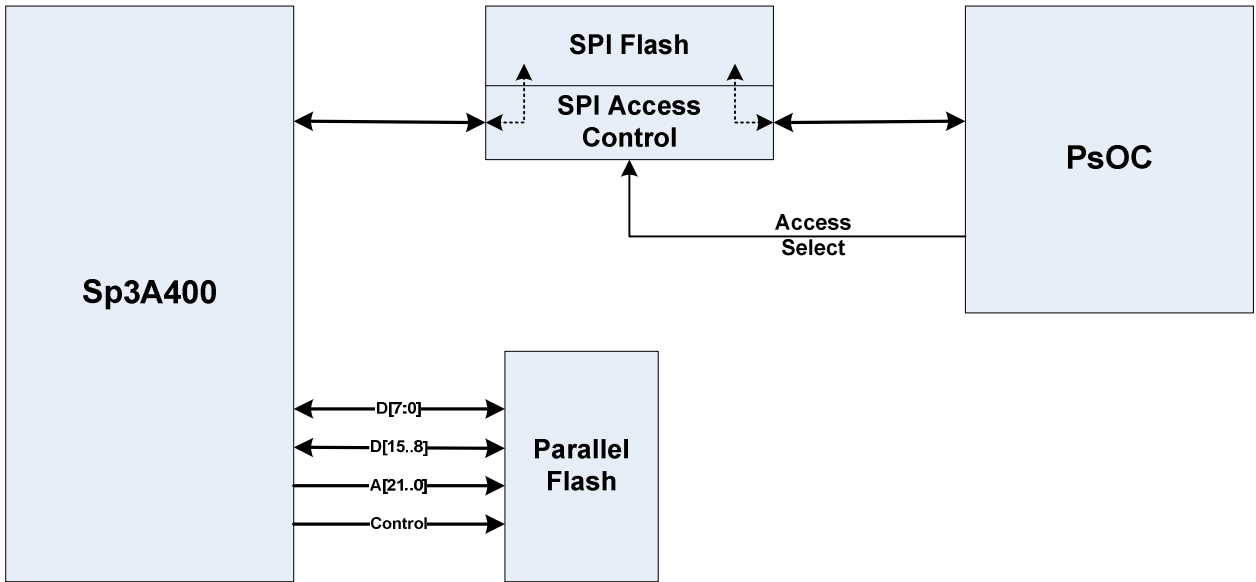 SPI Flash
SPI Access
Control
PsOC
Access
Select
Sp3A400
D[7:0]
D[15..8]
A[21..0]
Control
Parallel
Flash